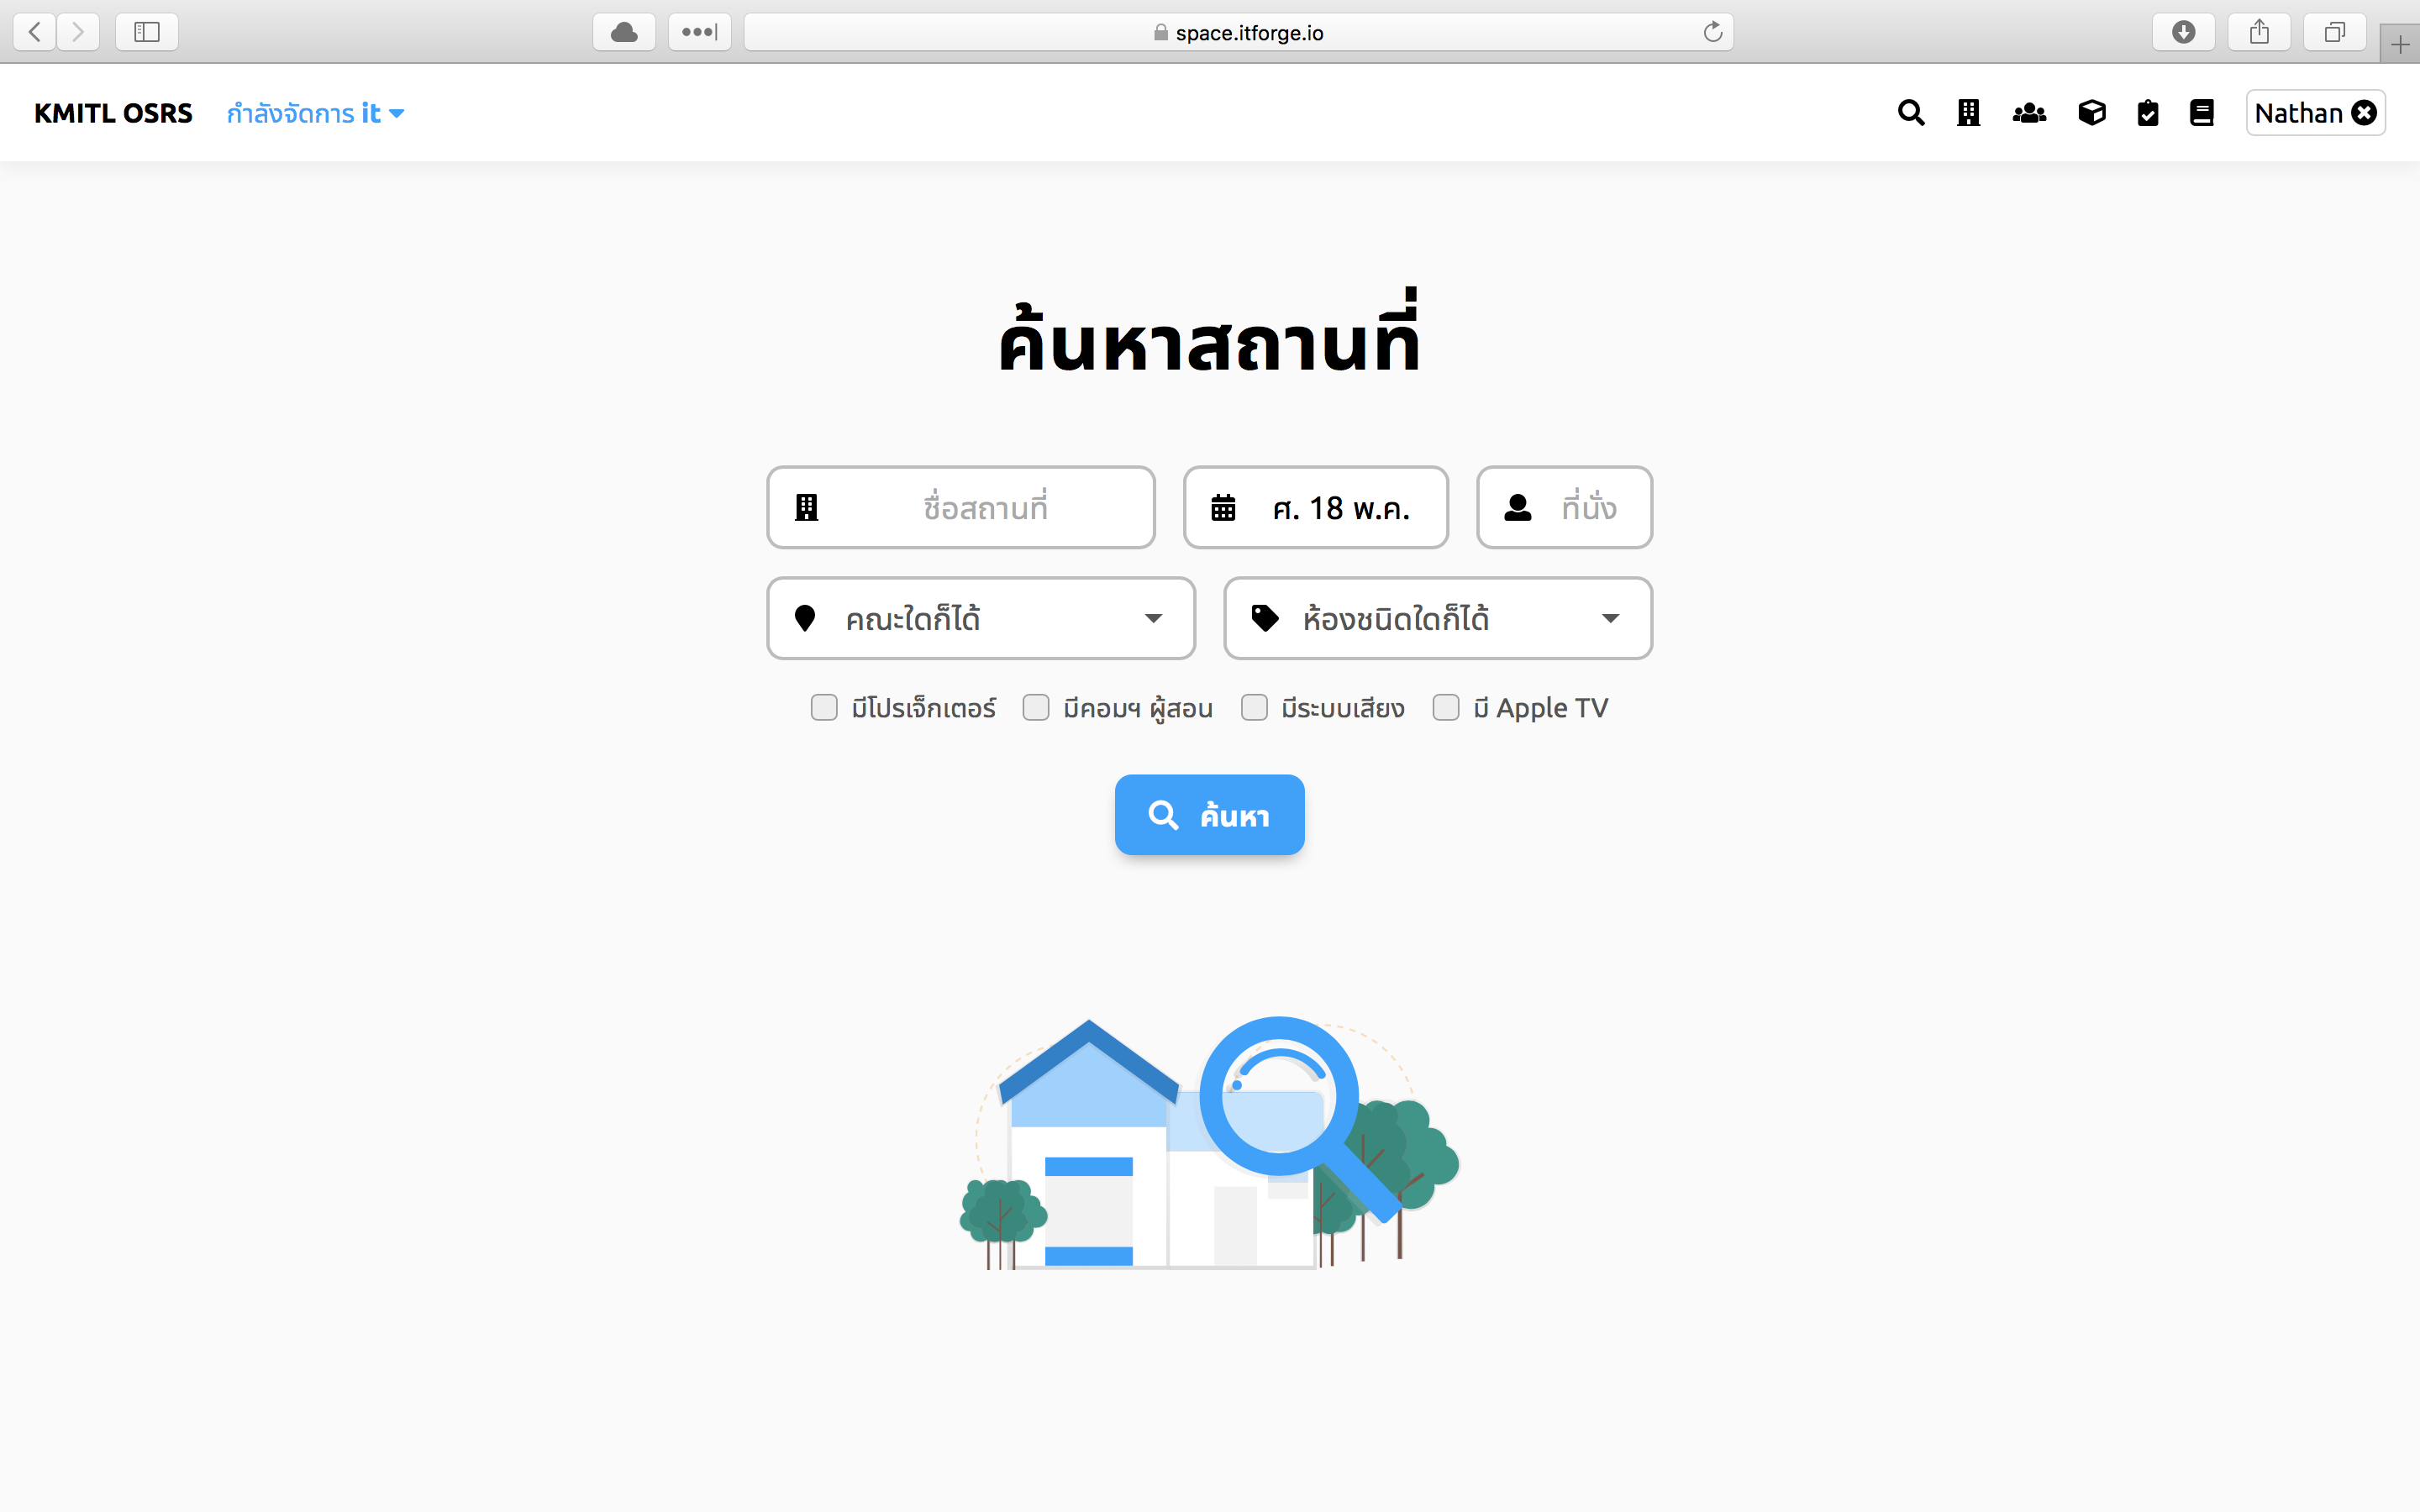 space.itforge.io
KMITL OSRS กำลังจัดการ it Nathan
ค้นหาสถานที่
ชื่อสถานที่ ศ. 18 พ.ค. ที่นั่ง
คณะใดก็ได้ ห้องชนิดใดก็ได้
มีโปรเจ็กเตอร์ มีคอมฯ ผู้สอน มีระบบเสียง มี Apple TV
ค้นหา